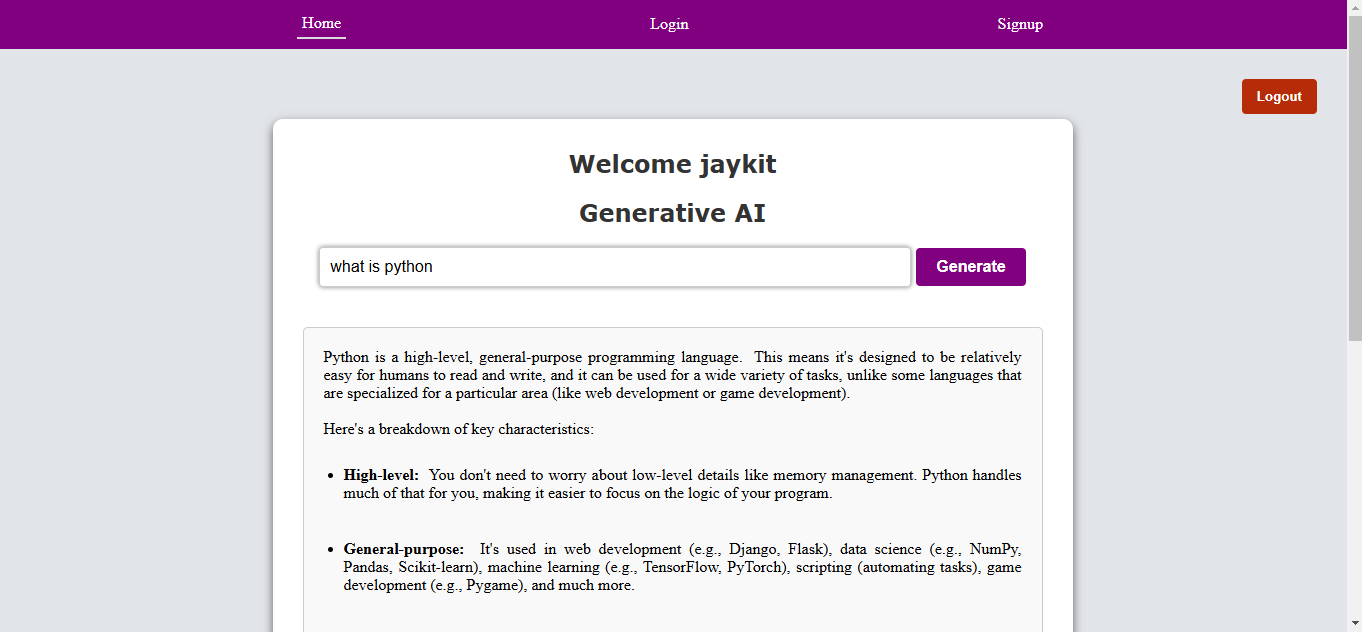 Home Login Signup
Logout
Welcome jaykit
Generative AI
what is python Generate
Python is a high-level, general-purpose programming language.  This means it's designed to be relatively
easy for humans to read and write, and it can be used for a wide variety of tasks, unlike some languages that
are specialized for a particular area (like web development or game development).
Here's a breakdown of key characteristics:
• High-level:  You don't need to worry about low-level details like memory management. Python handles
much of that for you, making it easier to focus on the logic of your program.
• General-purpose:  It's used in web development (e.g., Django, Flask), data science (e.g., NumPy,
Pandas, Scikit-learn), machine learning (e.g., TensorFlow, PyTorch), scripting (automating tasks), game
development (e.g., Pygame), and much more.